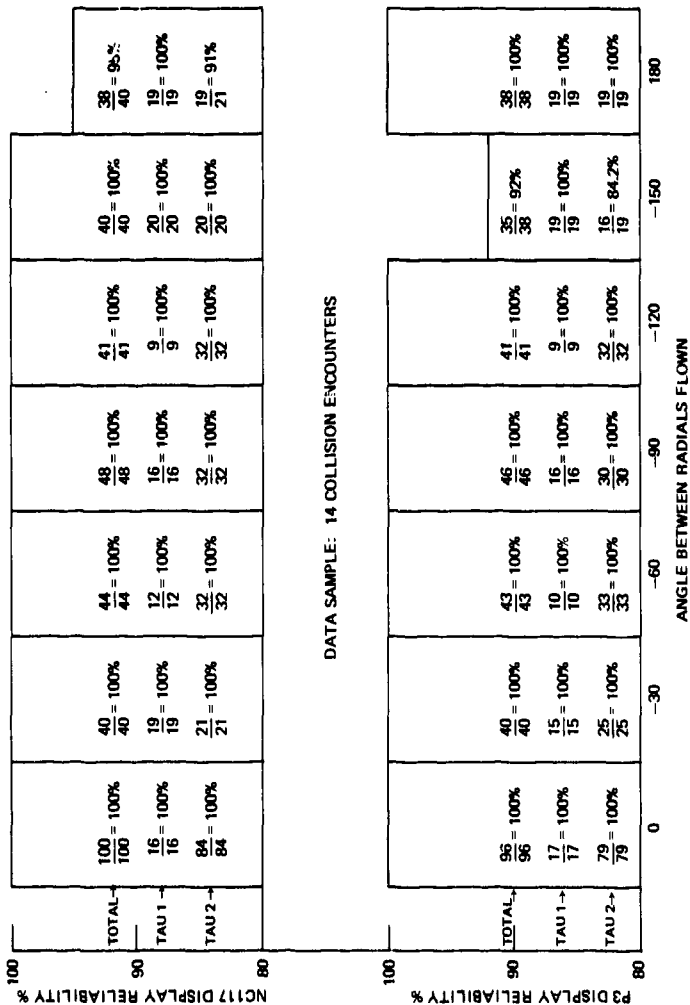 100
90
80
NC117 DISPLAY RELIABILITY %
TOTAL→
TAU 1→
TAU 2→
100/100 = 100%
16/16 = 100%
84/84 = 100%
40/40 = 100%
19/19 = 100%
21/21 = 100%
44/44 = 100%
12/12 = 100%
32/32 = 100%
48/48 = 100%
16/16 = 100%
32/32 = 100%
41/41 = 100%
9/9 = 100%
32/32 = 100%
40/40 = 100%
20/20 = 100%
20/20 = 100%
38/40 = 95%
19/19 = 100%
19/21 = 91%
DATA SAMPLE: 14 COLLISION ENCOUNTERS
100
90
80
P3 DISPLAY RELIABILITY %
TOTAL→
TAU 1→
TAU 2→
96/96 = 100%
17/17 = 100%
79/79 = 100%
40/40 = 100%
15/15 = 100%
25/25 = 100%
43/43 = 100%
10/10 = 100%
33/33 = 100%
46/46 = 100%
16/16 = 100%
30/30 = 100%
41/41 = 100%
9/9 = 100%
32/32 = 100%
35/38 = 92%
19/19 = 100%
16/19 = 84.2%
38/38 = 100%
19/19 = 100%
19/19 = 100%
0 −30 −60 −90 −120 −150 180
ANGLE BETWEEN RADIALS FLOWN